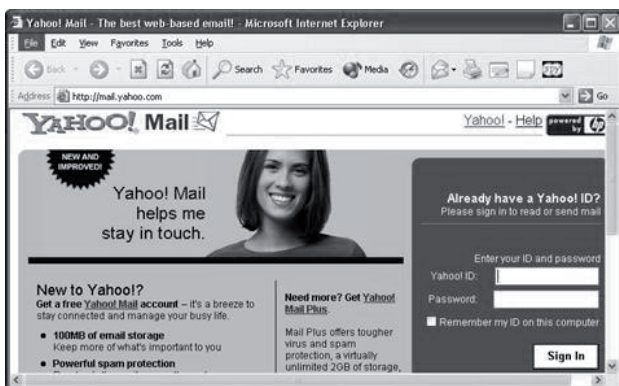 Yahoo! Mail - The best web-based email! - Microsoft Internet Explorer
File Edit View Favorites Tools Help
Back Search Favorites Media
Address http://mail.yahoo.com Go
YAHOO! Mail
Yahoo! - Help powered by hp
NEW AND
IMPROVED!
Yahoo! Mail
helps me
stay in touch.
Already have a Yahoo! ID?
Please sign in to read or send mail
Enter your ID and password
Yahoo! ID:
Password:
Remember my ID on this computer
Sign In
New to Yahoo!?
Get a free Yahoo! Mail account – it's a breeze to
stay connected and manage your busy life.
• 100MB of email storage
Keep more of what's important to you
• Powerful spam protection
Need more? Get Yahoo!
Mail Plus.
Mail Plus offers tougher
virus and spam
protection, a virtually
unlimited 2GB of storage,